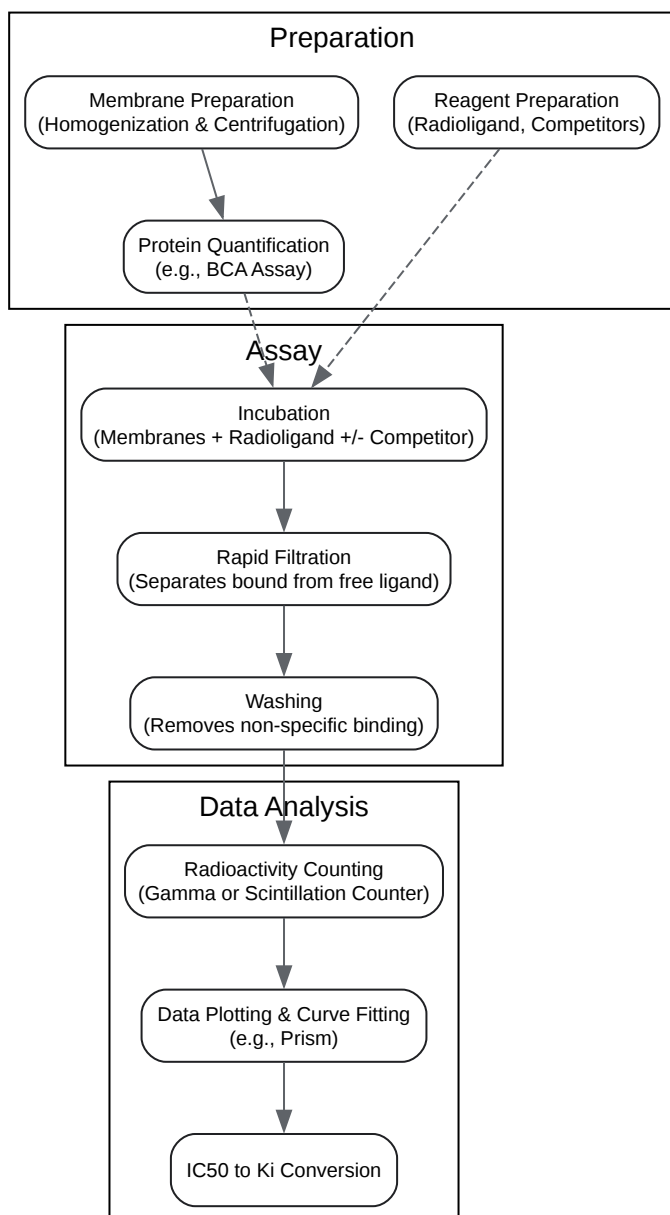 Preparation
Membrane Preparation
(Homogenization & Centrifugation)
Reagent Preparation
(Radioligand, Competitors)
Protein Quantification
(e.g., BCA Assay)
Assay
Incubation
(Membranes + Radioligand +/- Competitor)
Rapid Filtration
(Separates bound from free ligand)
Washing
(Removes non-specific binding)
Data Analysis
Radioactivity Counting
(Gamma or Scintillation Counter)
Data Plotting & Curve Fitting
(e.g., Prism)
IC50 to Ki Conversion